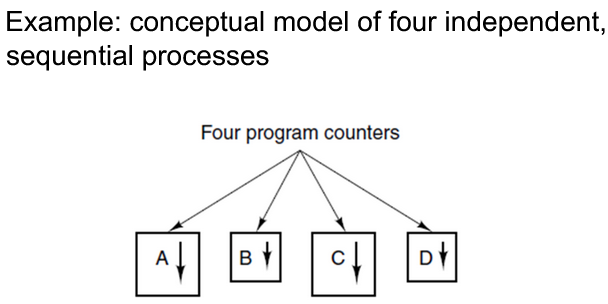 Example: conceptual model of four independent,
sequential processes
Four program counters
A
B
C
D